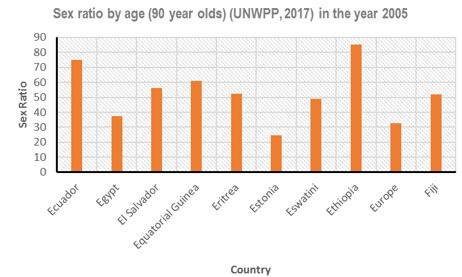 Sex ratio by age (90 year olds) (UNWPP, 2017) in the year 2005
90
80
70
60
50
40
30
20
10
0
Sex Ratio
Ecuador
Egypt
El Salvador
Equatorial Guinea
Eritrea
Estonia
Eswatini
Ethiopia
Europe
Fiji
Country